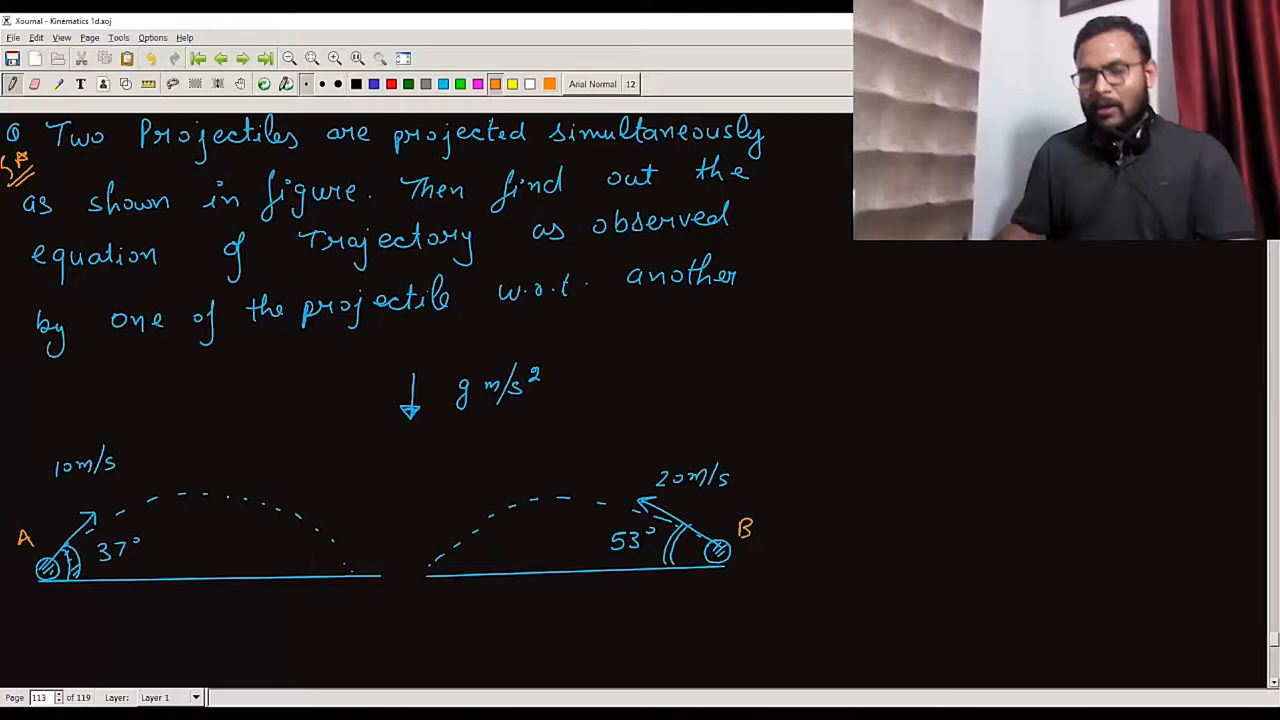 Xournal - Kinematics 1d.xoj
File Edit View Page Tools Options Help
Arial Normal 12
Q Two Projectiles are projected simultaneously
as shown in figure. Then find out the
equation of Trajectory as observed
by one of the projectile w.r.t. another
g m/s²
10m/s
20m/s
A
37°
53°
B
Page 113 of 119 Layer: Layer 1